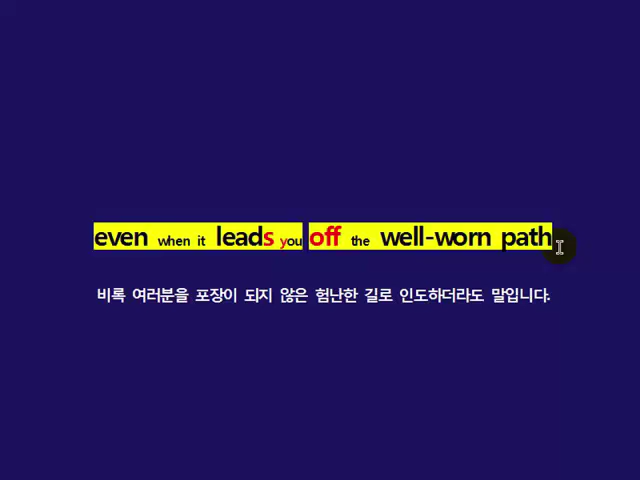 even when it leads you off the well-worn path
비록 여러분을 포장이 되지 않은 험난한 길로 인도하더라도 말입니다.